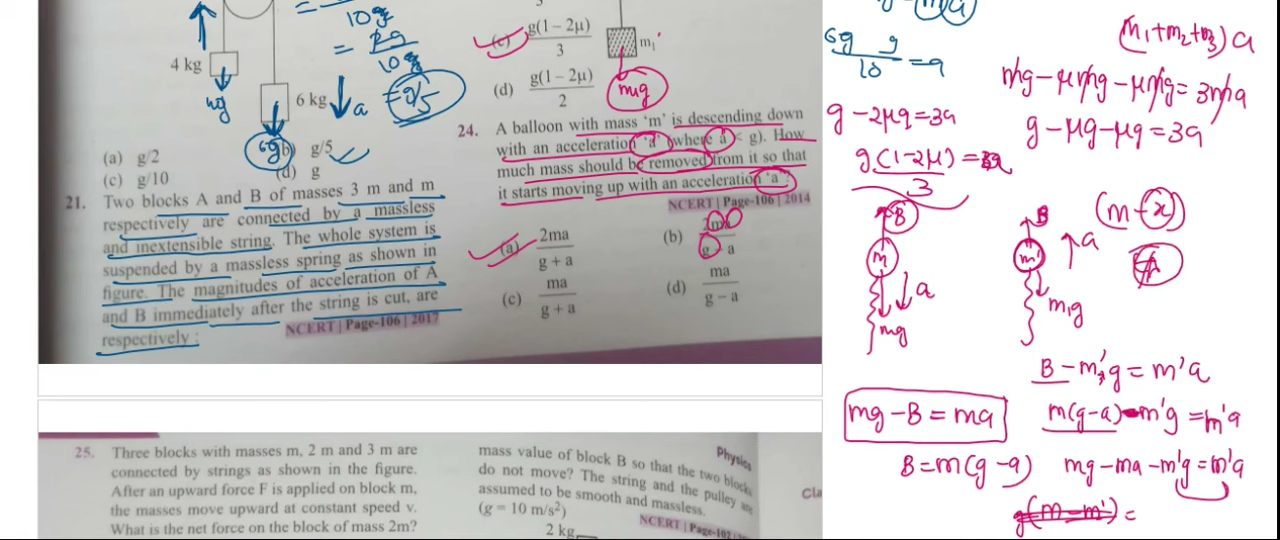 10g
= 2g
10g
= g/5
4 kg
4g
6 kg
a
6g
(a) g/2
(b) g/5
(c) g/10
(d) g
21. Two blocks A and B of masses 3 m and m
respectively are connected by a massless
and inextensible string. The whole system is
suspended by a massless spring as shown in
figure. The magnitudes of acceleration of A
and B immediately after the string is cut, are
respectively :
NCERT | Page-106 | 2017
(c) g(1 – 2μ)
3
m1
(d) g(1 – 2μ)
2
m1g
24. A balloon with mass 'm' is descending down
with an acceleration 'a' (where a < g). How
much mass should be removed from it so that
it starts moving up with an acceleration 'a'?
NCERT | Page-106 | 2014
(a) 2ma
g + a
(b) 2ma
g – a
(c) ma
g + a
(d) ma
g – a
25. Three blocks with masses m, 2 m and 3 m are
connected by strings as shown in the figure.
After an upward force F is applied on block m,
the masses move upward at constant speed v.
What is the net force on the block of mass 2m?
Physics
mass value of block B so that the two blocks
do not move? The string and the pulley are
assumed to be smooth and massless.
(g = 10 m/s²)
NCERT | Page-102
2 kg
6g g
10 = a
(m1+m2+m3) a
mg – μmg – μmg = 3ma
g – 2μg = 3a
g – μg – μg = 3a
g(1–2μ) = 3a
3
B
m
a
mg
B
m'
a
m1g
(m – x)
B – m'g = m'a
mg – B = ma
m(g–a) – m'g = m'a
B = m(g – a)
mg – ma – m'g = m'a
g(m – m') =